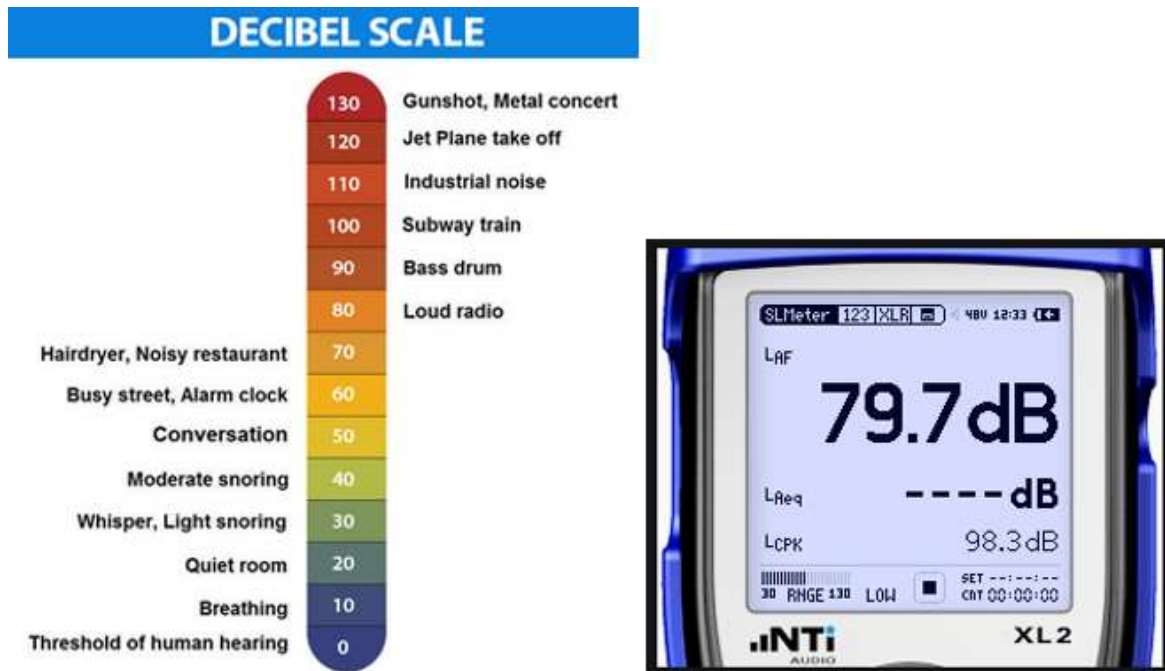 DECIBEL SCALE
130 Gunshot, Metal concert
120 Jet Plane take off
110 Industrial noise
100 Subway train
90 Bass drum
80 Loud radio
Hairdryer, Noisy restaurant 70
Busy street, Alarm clock 60
Conversation 50
Moderate snoring 40
Whisper, Light snoring 30
Quiet room 20
Breathing 10
Threshold of human hearing 0
SLMeter 123 XLR 48V 12:33
LAF
79.7dB
LAeq ----dB
LCPK 98.3dB
SET --:--:--
30 RNGE 130 LOW CNT 00:00:00
NTi XL2
AUDIO